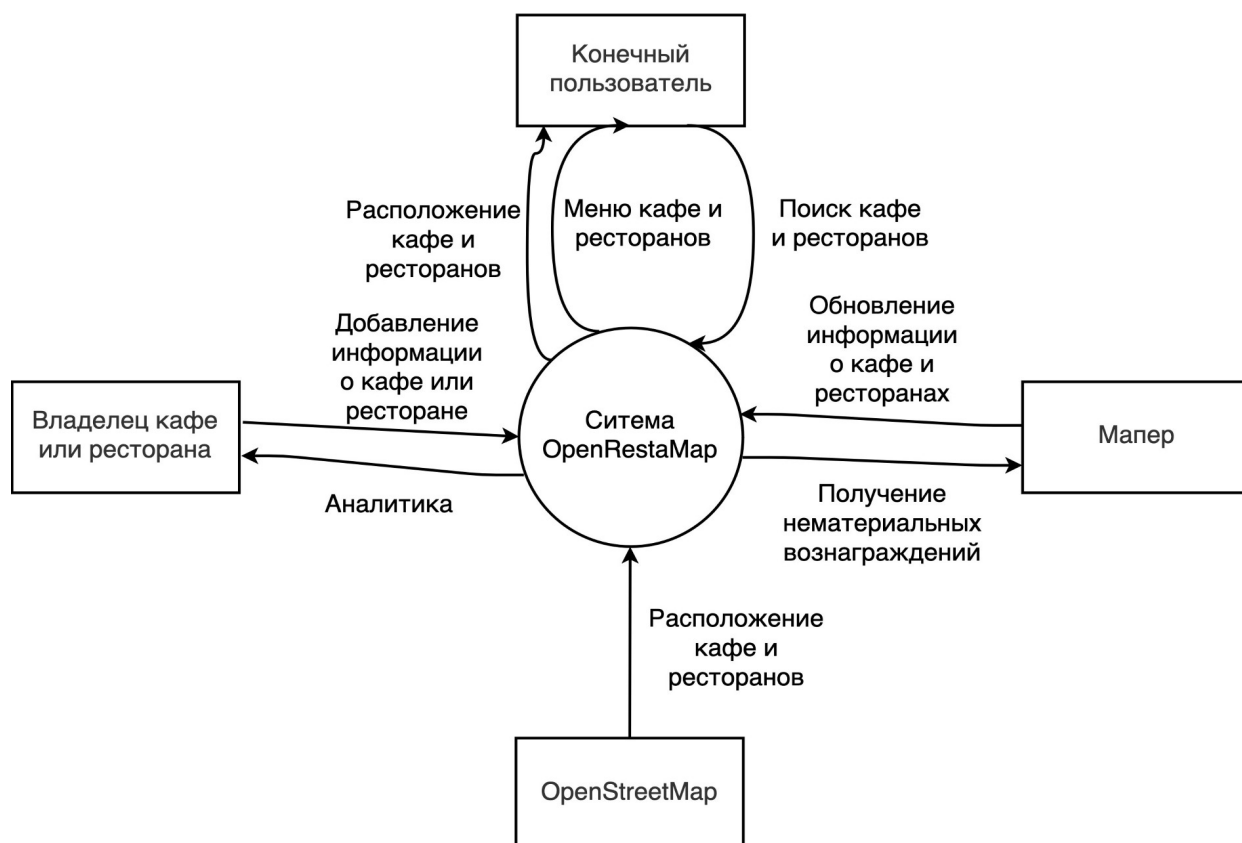 Конечный
пользователь
Расположение
кафе и
ресторанов
Меню кафе и
ресторанов
Поиск кафе
и ресторанов
Добавление
информации
о кафе или
ресторане
Обновление
информации
о кафе и
ресторанах
Владелец кафе
или ресторана
Ситема
OpenRestaMap
Мапер
Аналитика
Получение
нематериальных
вознаграждений
Расположение
кафе и
ресторанов
OpenStreetMap